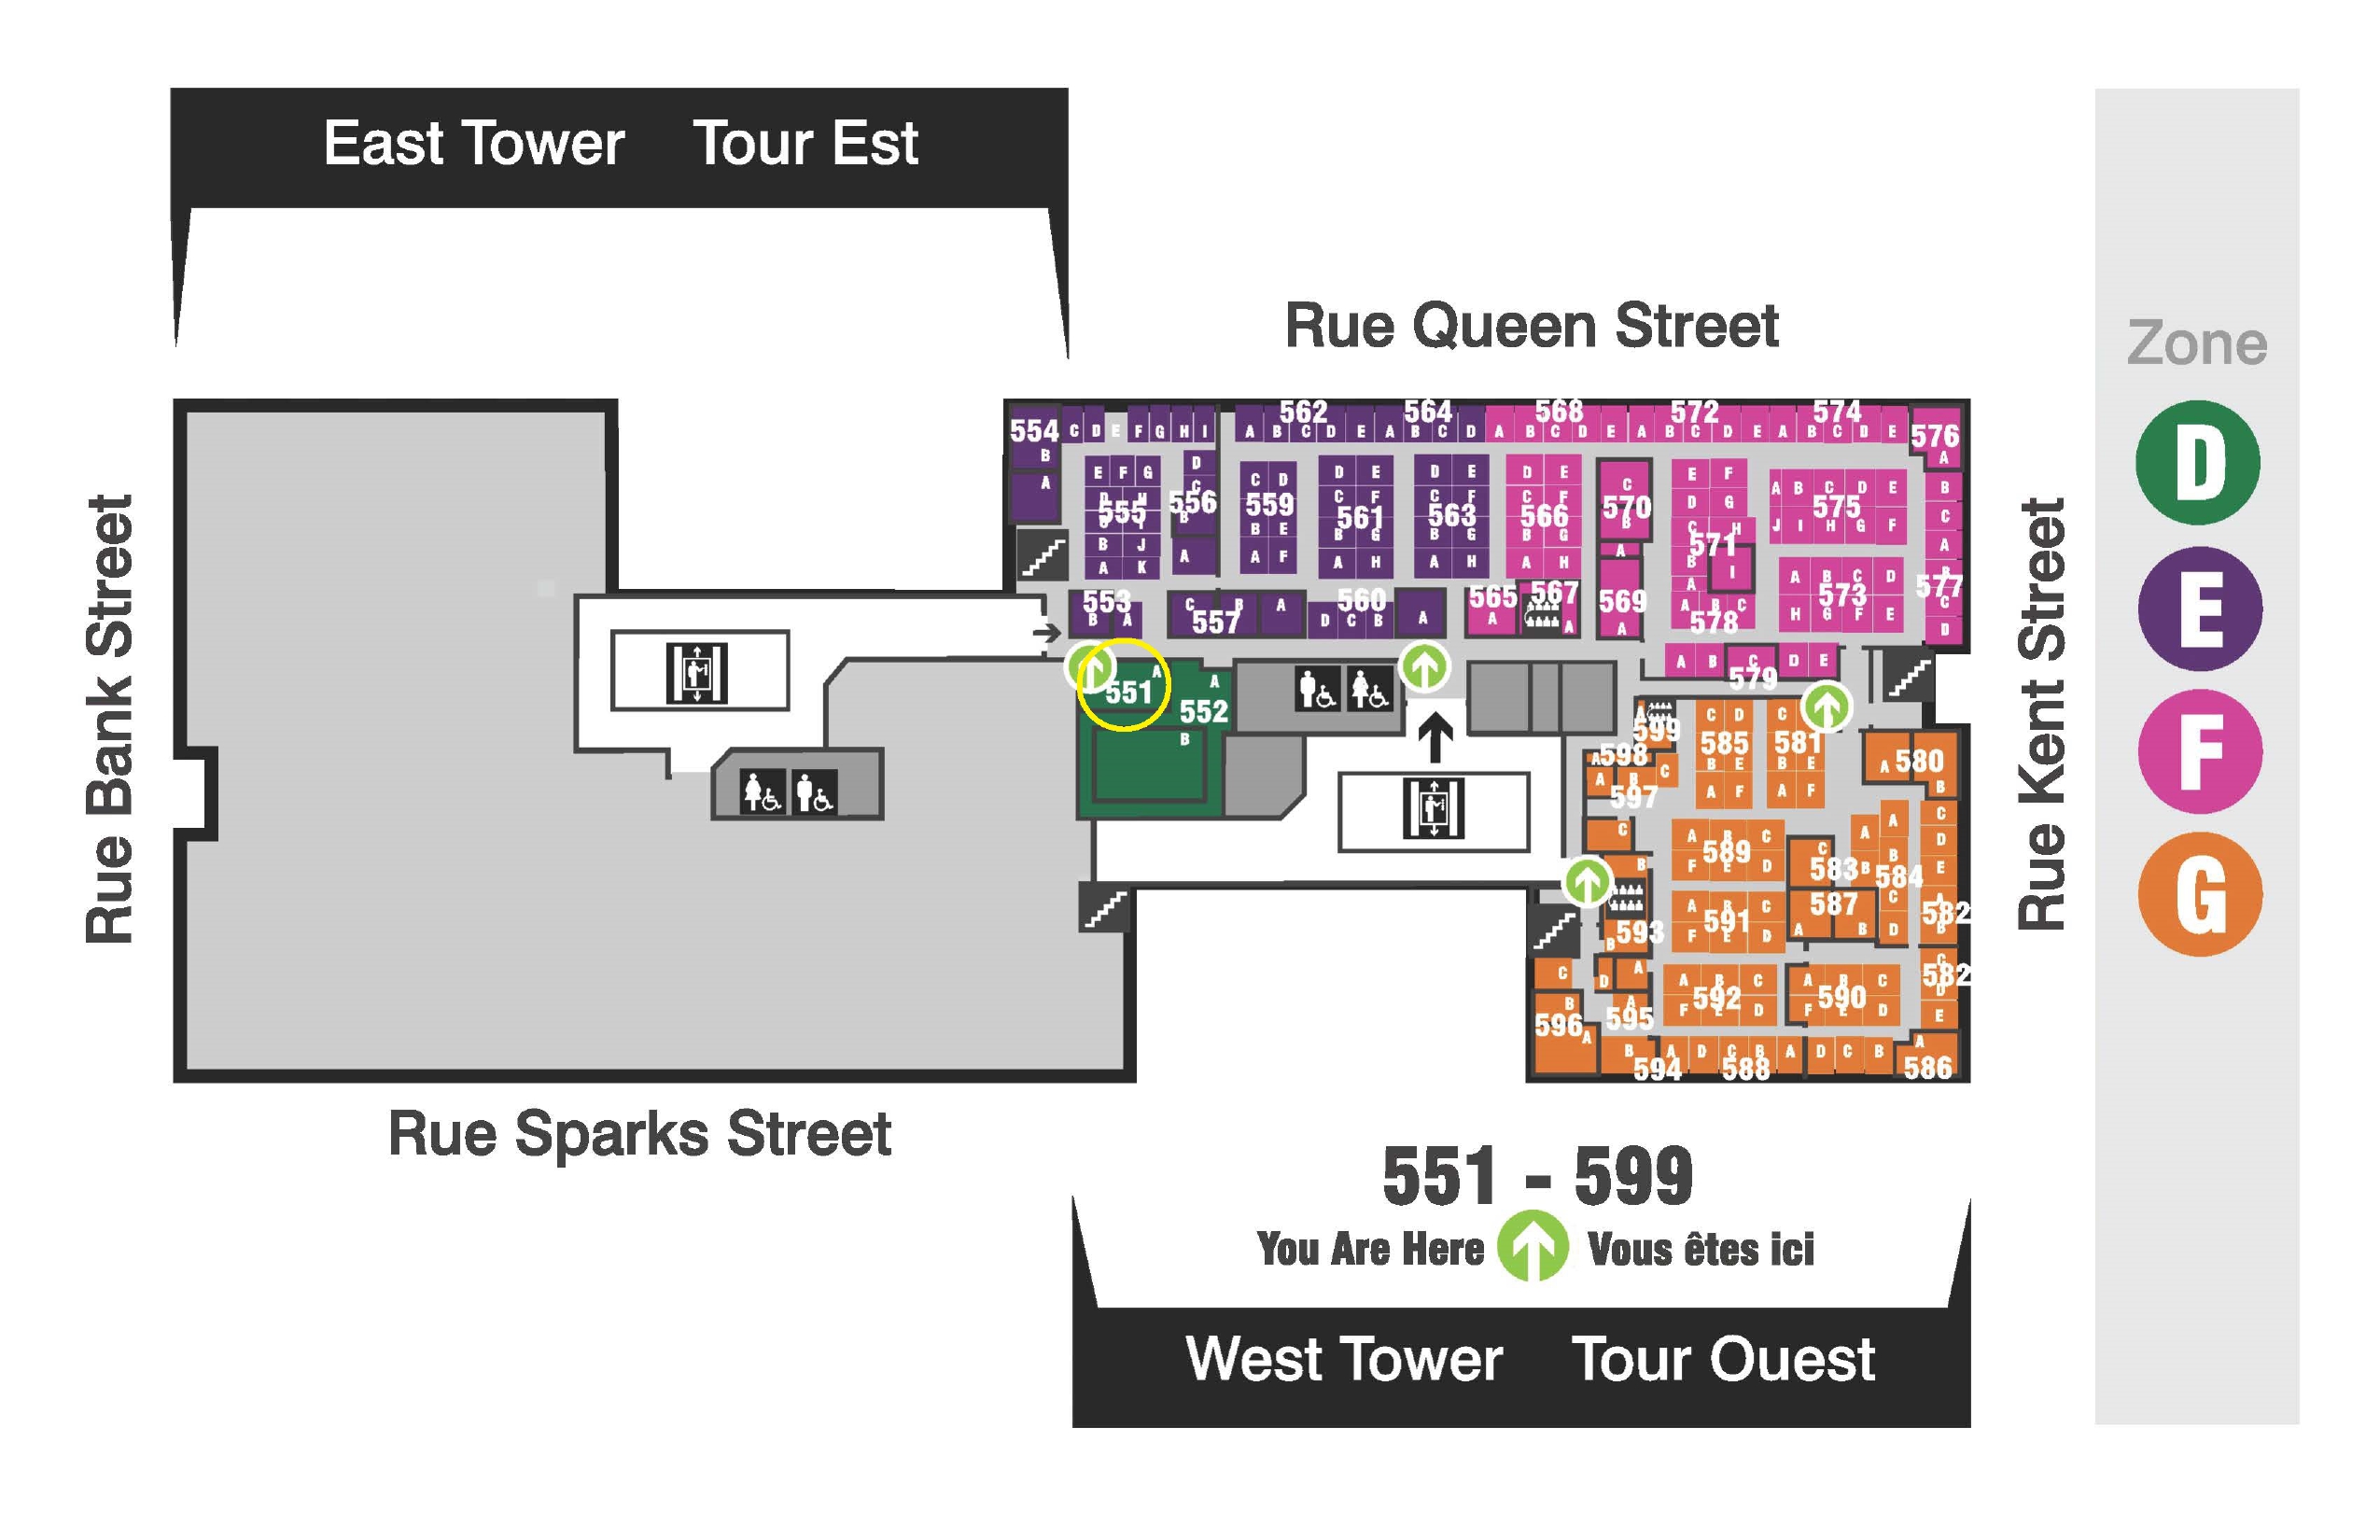 East Tower Tour Est
Rue Queen Street
Zone
D
E
F
G
Rue Bank Street
Rue Kent Street
554
C D E F G H I
562
A B C D E
564
A B C D
568
A B C D E
572
A B C D E
574
A B C D E
576
A
B
A
E F G
D H
555
B J
A K
D
C
556
B
A
C D
559
B E
A F
D E
C F
561
B G
A H
D E
C F
563
B G
A H
D E
C F
566
B G
A H
C
570
B
A
E F
D G
C H
571
B
I
A
A B C D E
575
J I H G F
A B C D
573
H G F E
B
C
A
B
577
C
D
553
B A
C B A
557
560
D C B A
565
A
567
A
569
A
A B C
578
A B C D E
579
A
551
A
552
B
A
599
598
A
A B C
597
C D
585
B E
A F
C
581
B E
A F
A 580
B
C
D
E
C
A B C
589
F E D
C
583
A
B
A
B
584
C
D
B
593
B
A B C
591
F E D
587
A B
A
582
B
C
582
D
E
C
B
596
A
D A
A
595
A B C
592
F E D
A B C
590
F E D
B A
594
D C B A
588
D C B A
586
Rue Sparks Street
551 - 599
You Are Here Vous êtes ici
West Tower Tour Ouest